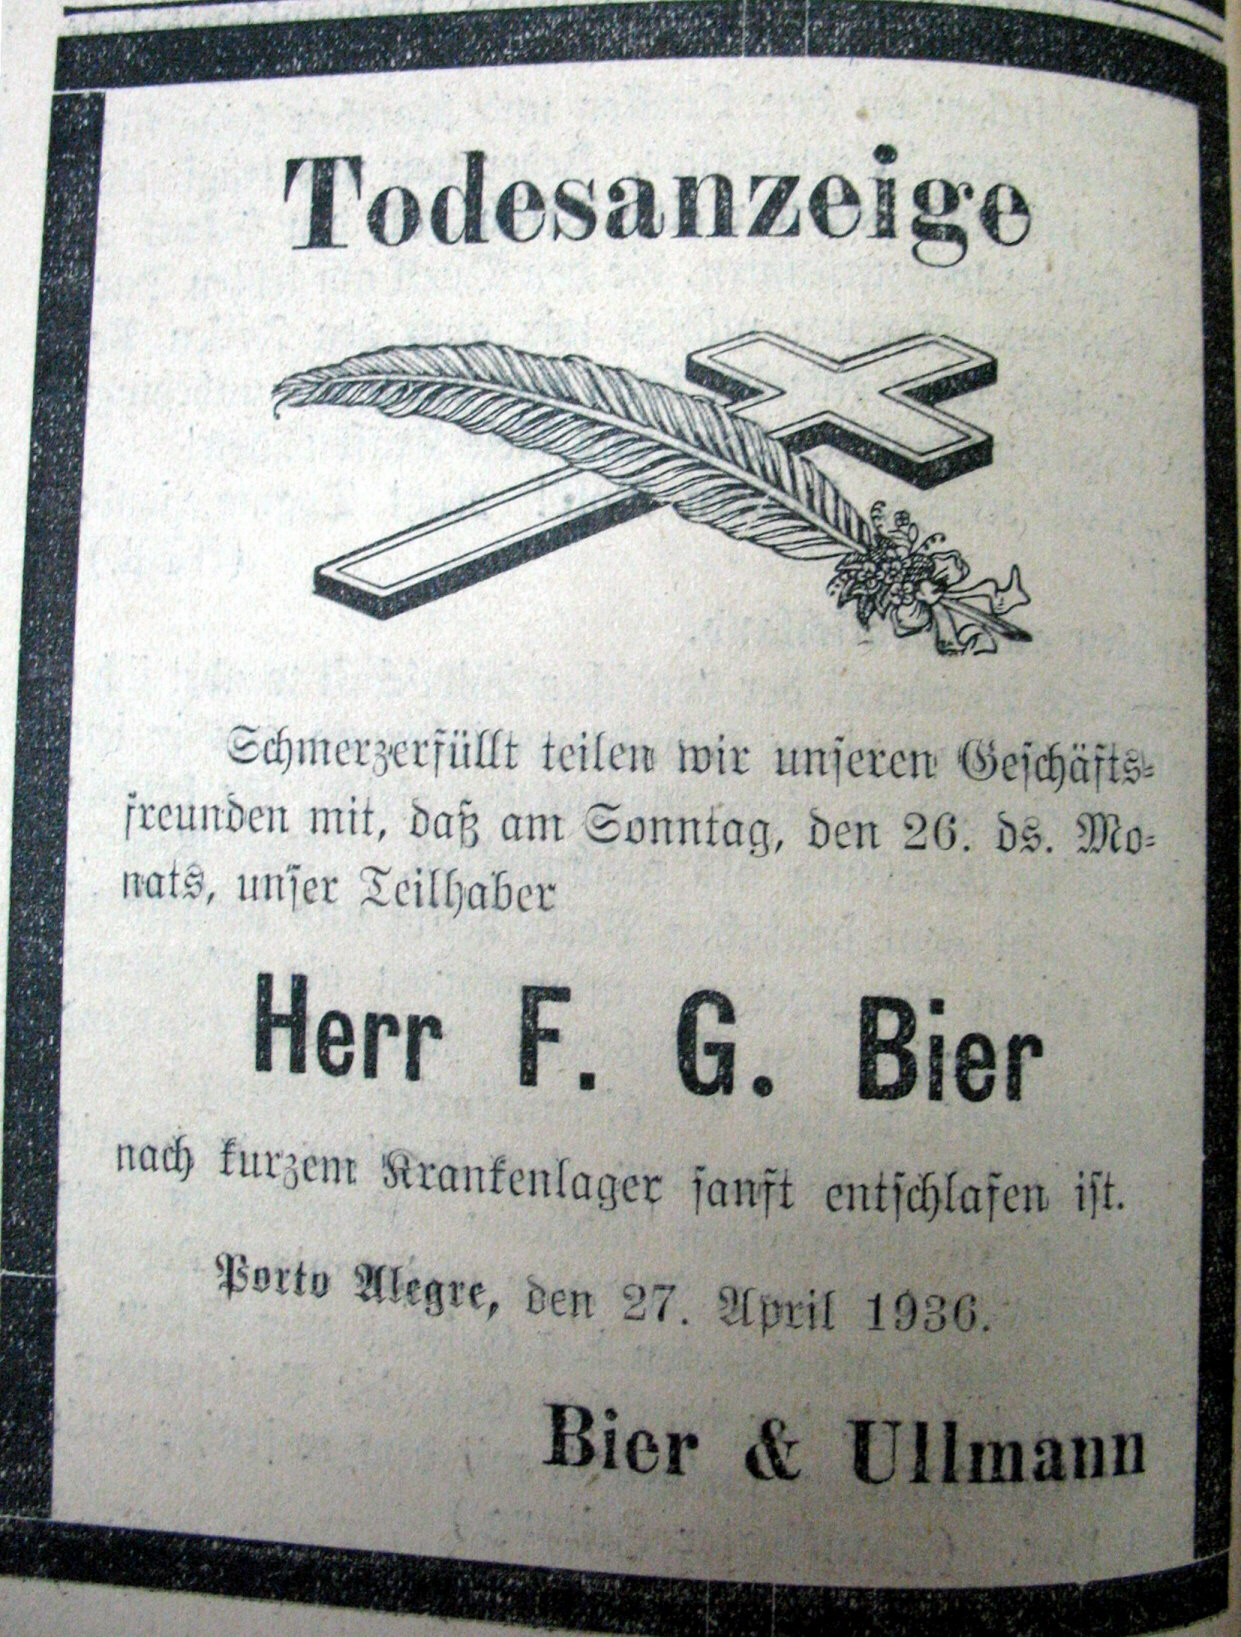 Todesanzeige
Schmerzerfüllt teilen wir unseren Geschäfts-
freunden mit, daß am Sonntag, den 26. ds. Mo-
nats, unser Teilhaber
Herr F. G. Bier
nach kurzem Krankenlager sanft entschlafen ist.
Porto Alegre, den 27. April 1936.
Bier & Ullmann